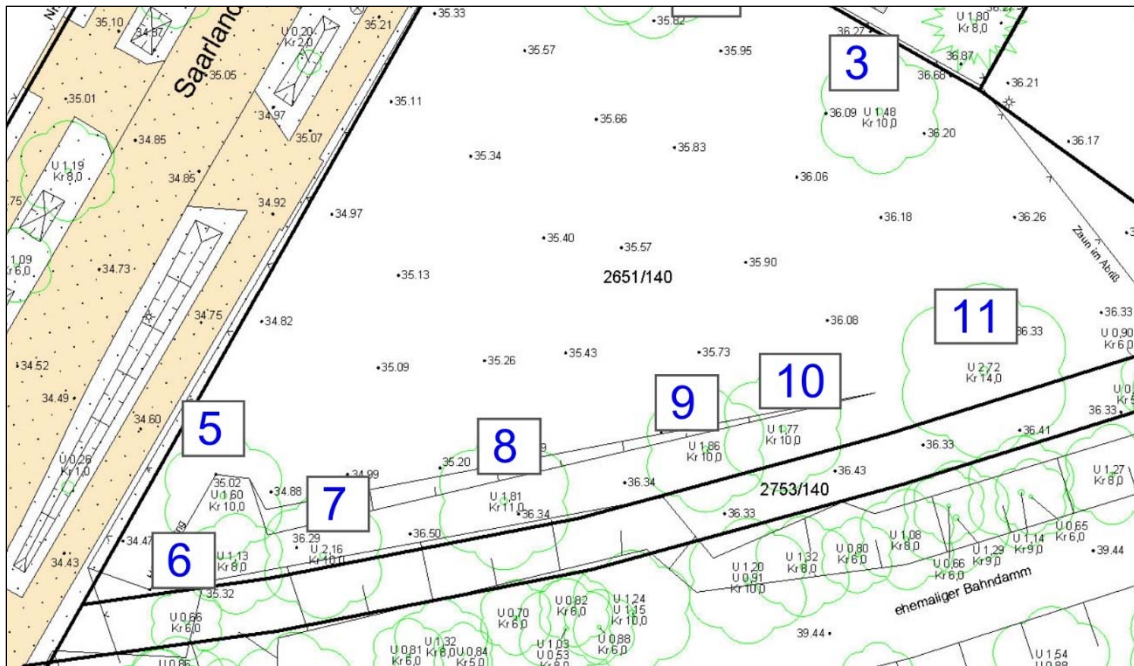 35.33
35.10
34.87
35.21
U 0,20
Kr 2,0
35.82
35.57
35.95
36.27
U 1,80
Kr 8,0
36.87
36.68
36.21
3
Saarland
35.05
35.01
34.97
35.11
35.07
34.85
35.66
36.09
U 1,48
Kr 10,0
36.20
36.17
35.34
35.83
U 1,19
Kr 8,0
34.85
36.06
34.92
34.97
36.18
36.26
Zaun im Abriß
35.40
35.57
35.90
34.73
35.13
2651/140
34.75
34.82
36.08
11
36.33
36.33
U 0,90
Kr 6,0
34.52
35.09
35.26
35.43
35.73
U 2,72
Kr 14,0
34.49
10
9
34.60
5
8
U 1,77
Kr 10,0
36.33
36.41
U 1,86
Kr 10,0
36.33
U 0,26
Kr 1,0
35.20
34.99
35.02
U 1,60
Kr 10,0
34.88
7
U 1,81
Kr 11,0
36.34
36.34
36.43
2753/140
U 1,27
Kr 8,0
36.33
36.50
36.29
34.43
6
U 1,13
Kr 8,0
U 2,16
Kr 10,0
35.32
U 1,20
U 0,91
Kr 10,0
U 1,32
Kr 8,0
U 0,80
Kr 6,0
U 1,08
Kr 8,0
U 0,66
Kr 6,0
U 1,29
Kr 9,0
U 1,14
Kr 9,0
U 0,65
Kr 6,0
39.44
ehemaliger Bahndamm
U 0,66
Kr 6,0
U 0,70
Kr 6,0
U 0,82
Kr 6,0
U 1,24
U 1,15
Kr 10,0
U 0,88
Kr 6,0
U 1,03
U 0,53
Kr 8,0
U 0,81
Kr 6,0
U 1,32
Kr 8,0
U 0,84
Kr 5,0
39.44
U 1,54